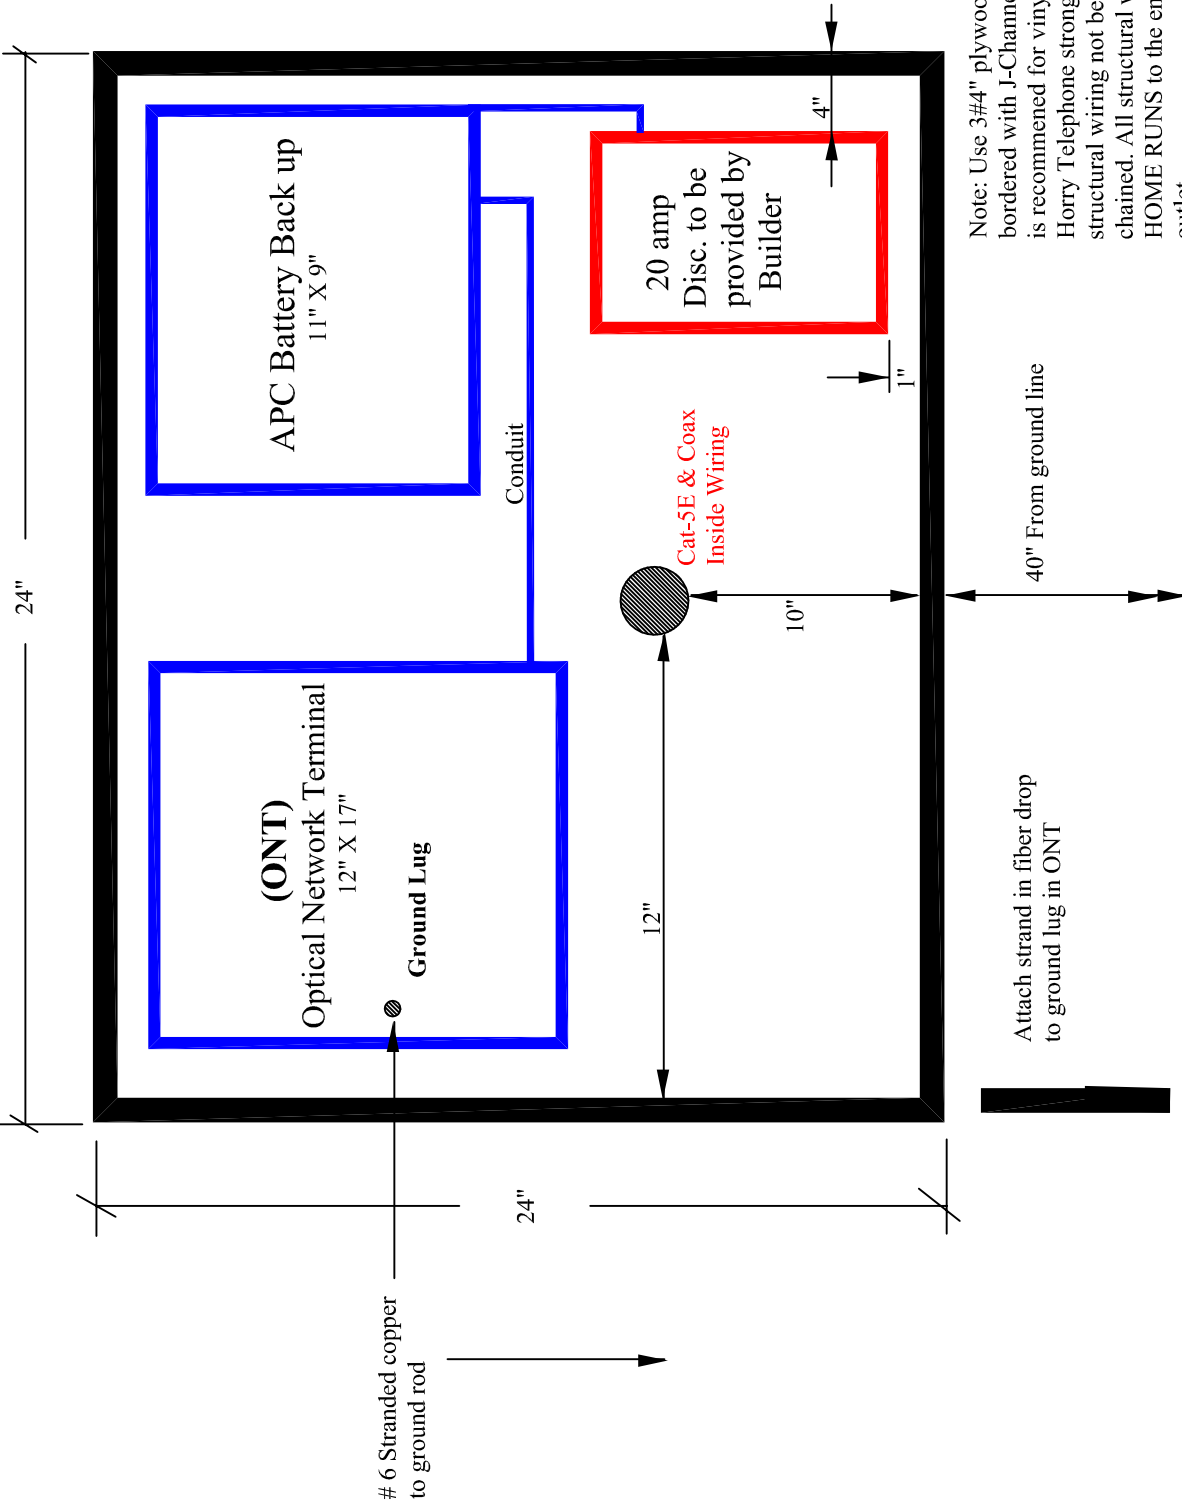 24"
(ONT)
Optical Network Terminal
12" X 17"
Ground Lug
APC Battery Back up
11" X 9"
Conduit
20 amp
Disc. to be
provided by
Builder
4"
1"
Cat-5E & Coax
Inside Wiring
12"
10"
24"
# 6 Stranded copper
to ground rod
40" From ground line
Attach strand in fiber drop
to ground lug in ONT
Note: Use 3#4" plywoo
bordered with J-Channe
is recommened for viny
Horry Telephone strong
structural wiring not be
chained. All structural
HOME RUNS to the en